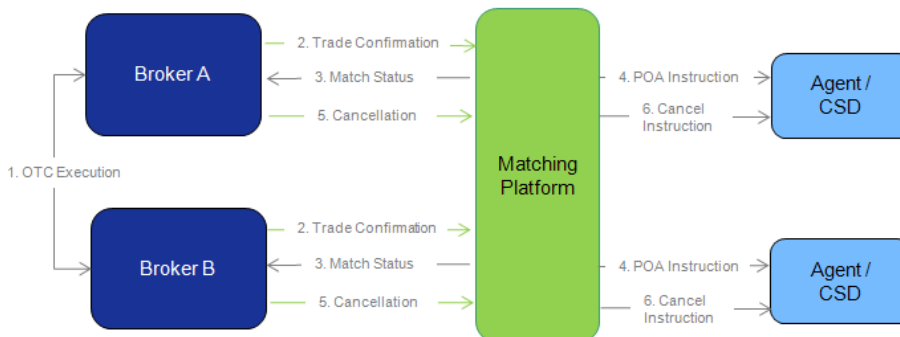 Broker A
2. Trade Confirmation
3. Match Status
5. Cancellation
1. OTC Execution
Broker B
2. Trade Confirmation
3. Match Status
5. Cancellation
Matching
Platform
4. POA Instruction
6. Cancel
Instruction
Agent /
CSD
4. POA Instruction
6. Cancel
Instruction
Agent /
CSD